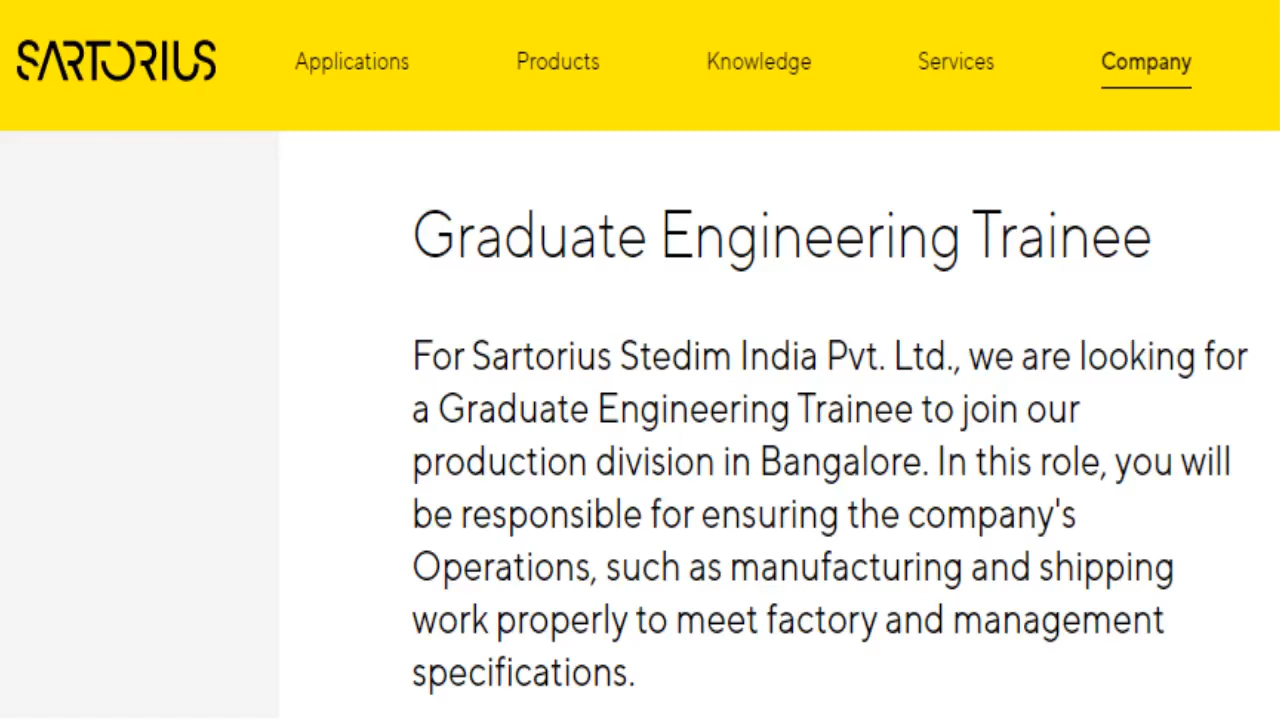 SARTORIUS Applications Products Knowledge Services Company
Graduate Engineering Trainee
For Sartorius Stedim India Pvt. Ltd., we are looking for
a Graduate Engineering Trainee to join our
production division in Bangalore. In this role, you will
be responsible for ensuring the company's
Operations, such as manufacturing and shipping
work properly to meet factory and management
specifications.